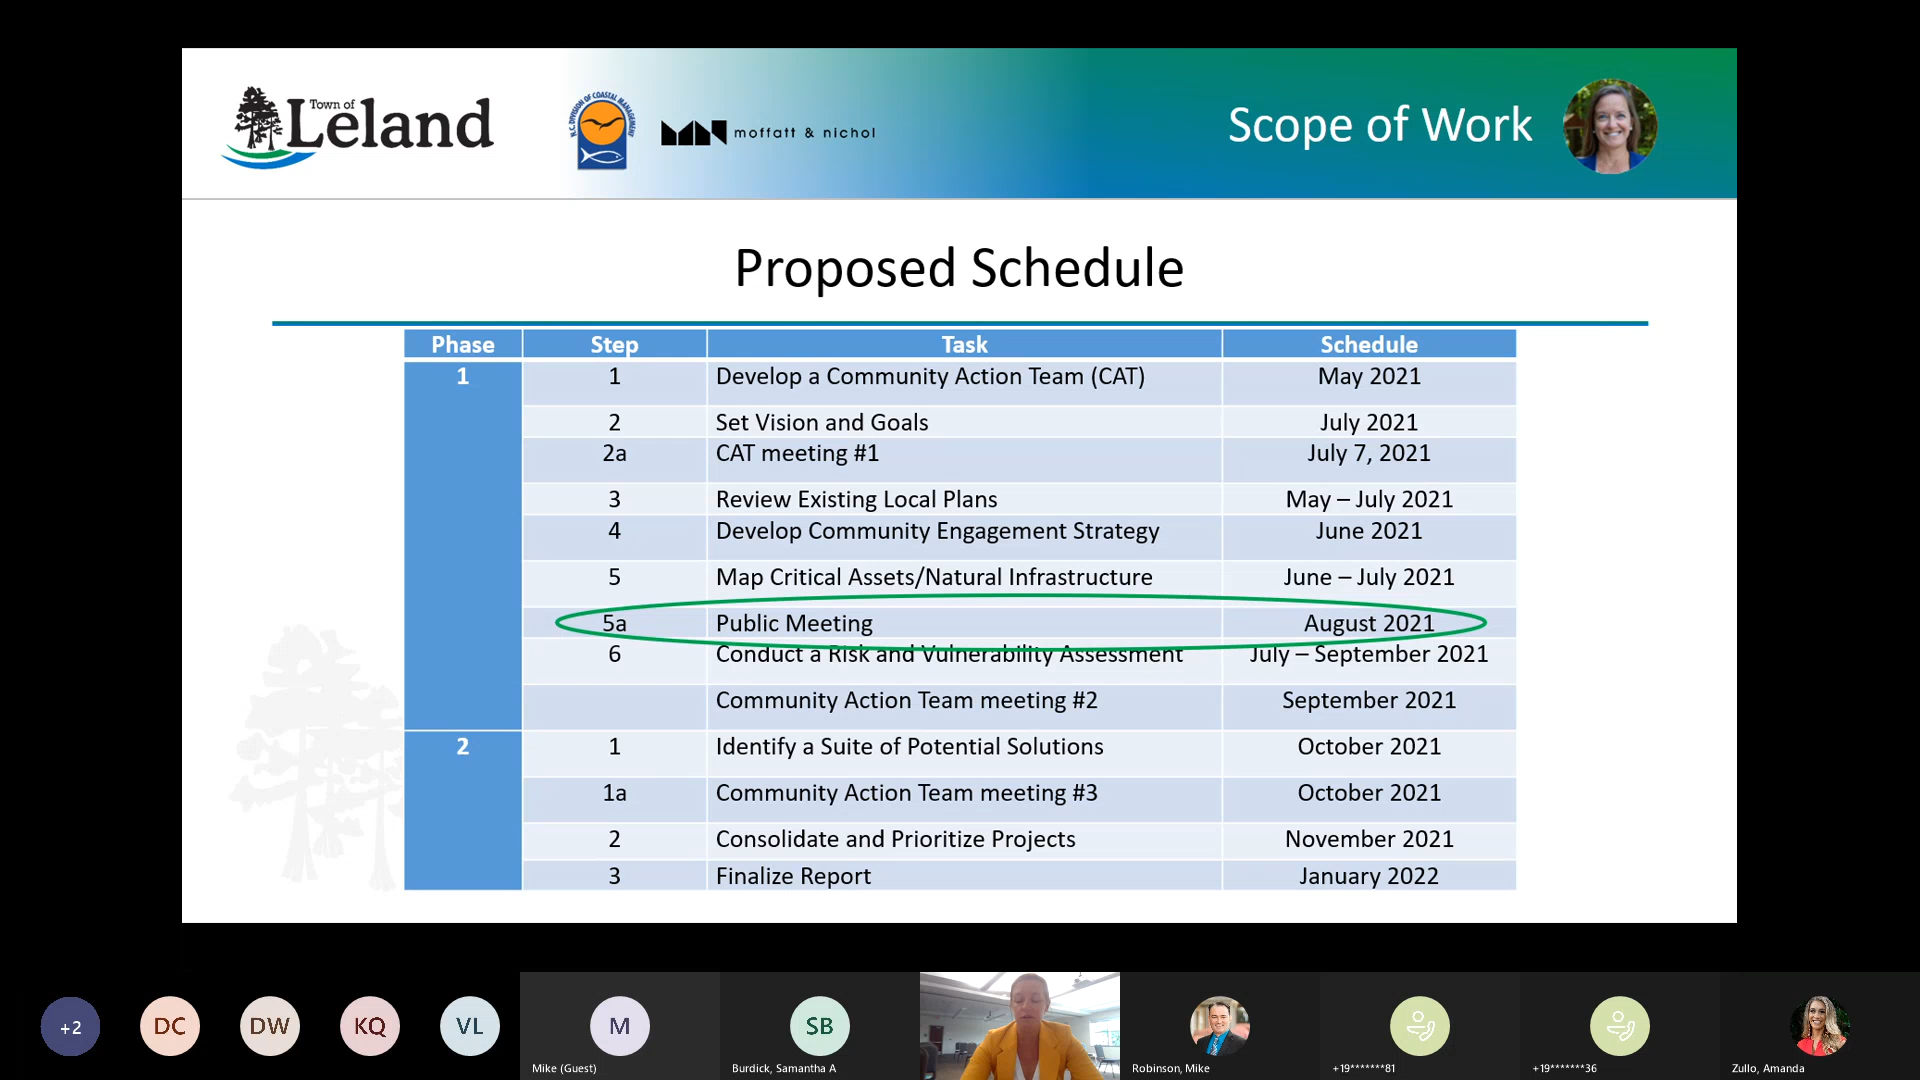 Town of
Leland
N.C. DIVISION OF COASTAL MANAGEMENT
moffatt & nichol
Scope of Work
Proposed Schedule
Phase Step Task Schedule
1 1 Develop a Community Action Team (CAT) May 2021
2 Set Vision and Goals July 2021
2a CAT meeting #1 July 7, 2021
3 Review Existing Local Plans May – July 2021
4 Develop Community Engagement Strategy June 2021
5 Map Critical Assets/Natural Infrastructure June – July 2021
5a Public Meeting August 2021
6 Conduct a Risk and Vulnerability Assessment July – September 2021
Community Action Team meeting #2 September 2021
2 1 Identify a Suite of Potential Solutions October 2021
1a Community Action Team meeting #3 October 2021
2 Consolidate and Prioritize Projects November 2021
3 Finalize Report January 2022
+2 DC DW KQ VL M SB
Mike (Guest) Burdick, Samantha A Robinson, Mike +19*******81 +19*******36 Zullo, Amanda